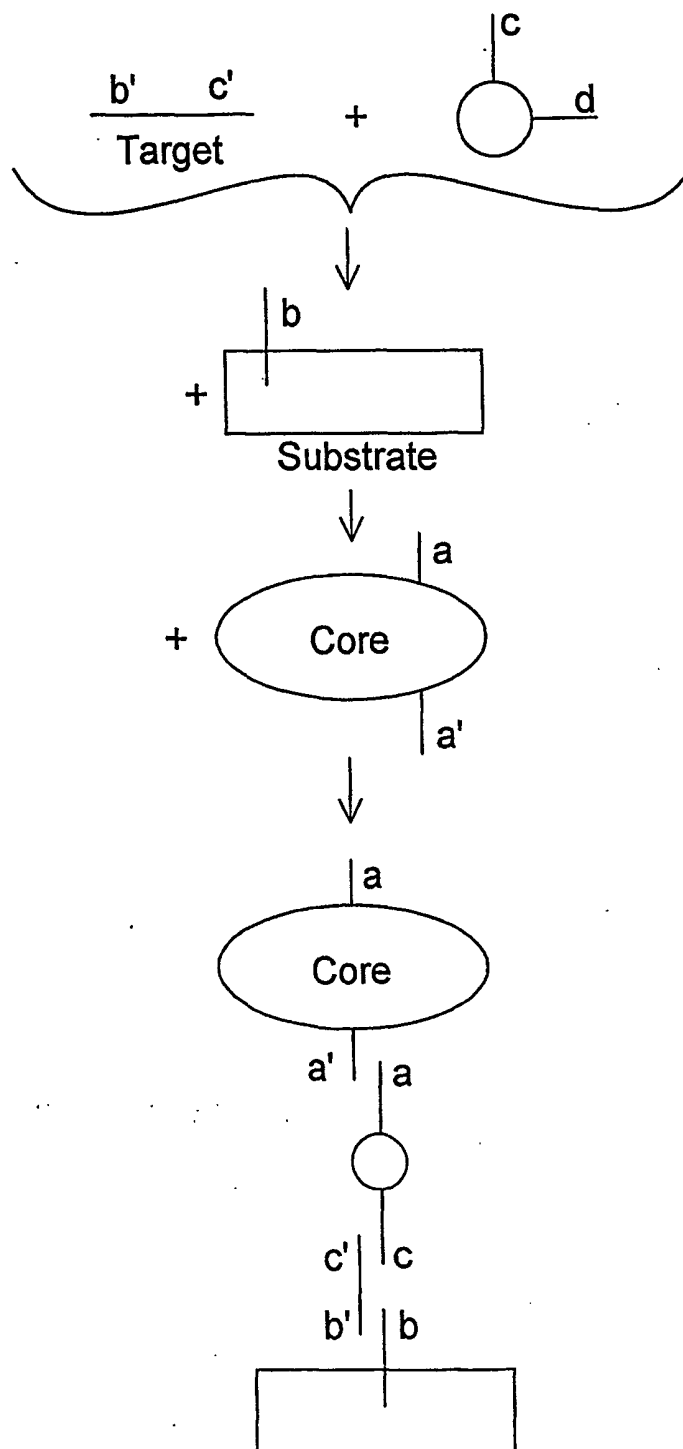 c
b' c'
+ d
Target
b
+
Substrate
a
+ Core
a'
a
Core
a' a
c' c
b' b